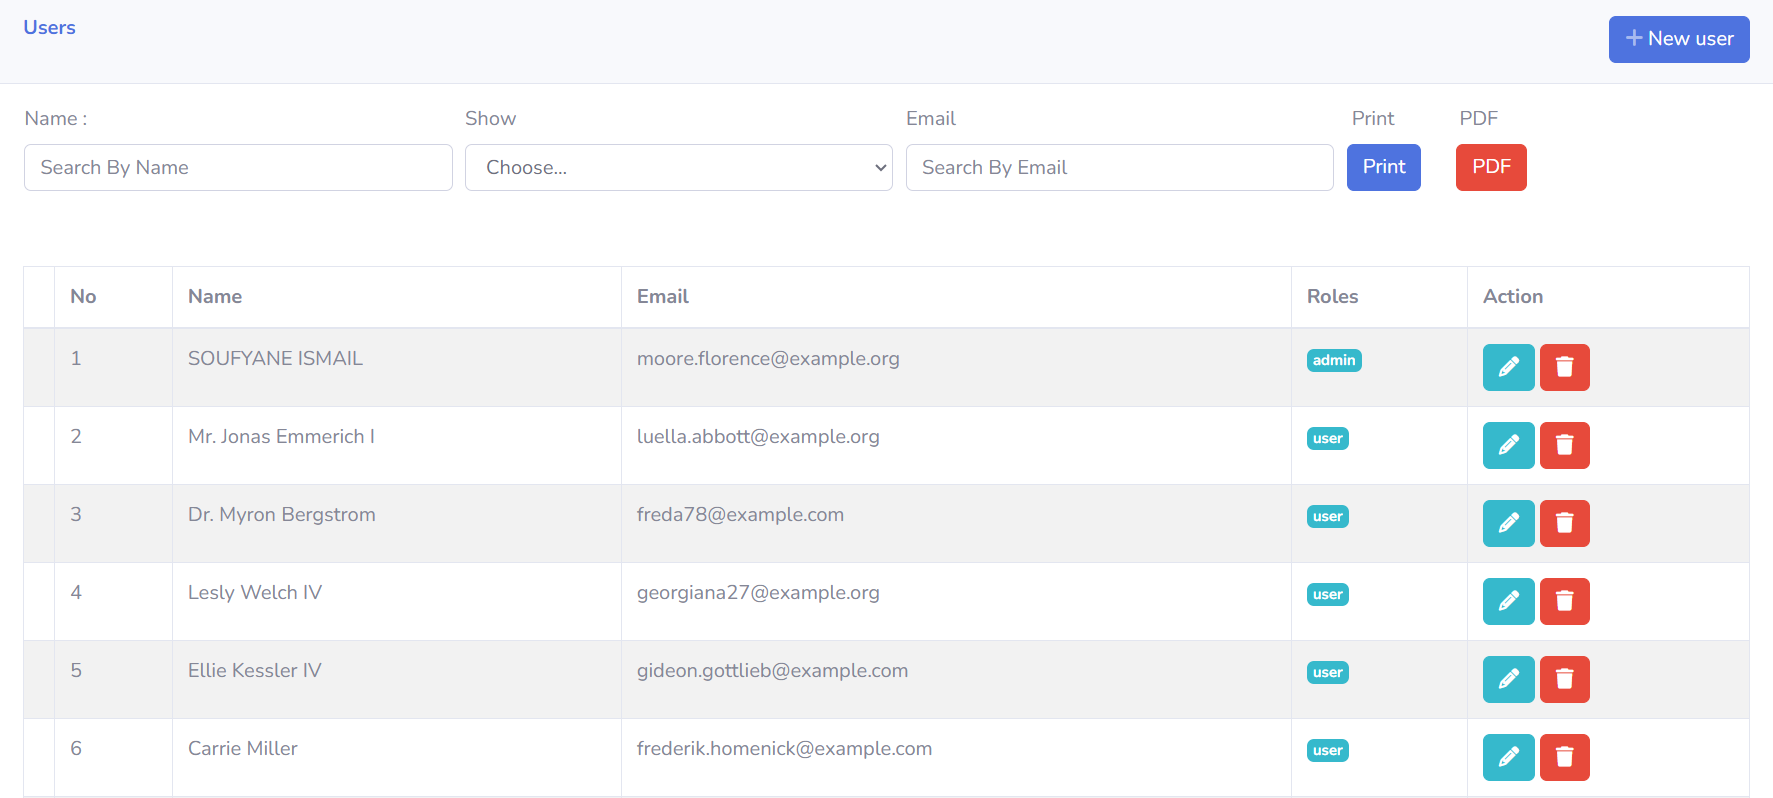 Users
New user
Name : Show Email Print PDF
Search By Name Choose... Search By Email Print PDF
No Name Email Roles Action
1 SOUFYANE ISMAIL moore.florence@example.org admin
2 Mr. Jonas Emmerich I luella.abbott@example.org user
3 Dr. Myron Bergstrom freda78@example.com user
4 Lesly Welch IV georgiana27@example.org user
5 Ellie Kessler IV gideon.gottlieb@example.com user
6 Carrie Miller frederik.homenick@example.com user